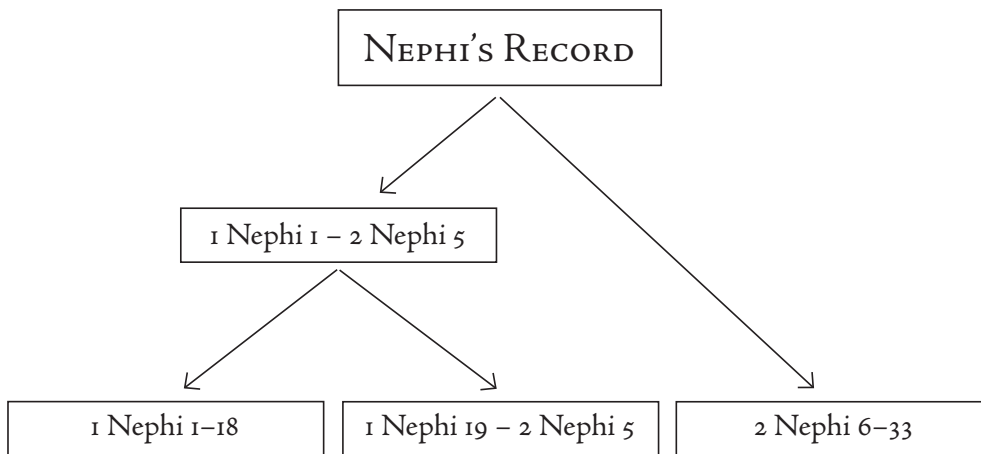 Nephi's Record
1 Nephi 1 – 2 Nephi 5
1 Nephi 1–18
1 Nephi 19 – 2 Nephi 5
2 Nephi 6–33